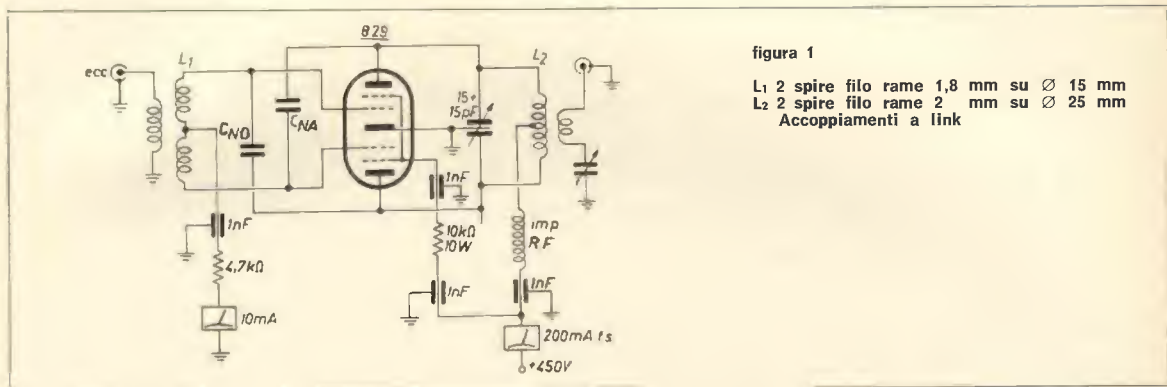 829
ecc
L1
L2
CNO
CNA
15+
15pF
1nF
1nF
10kΩ
10W
imp
RF
4,7kΩ
1nF
1nF
10mA
200mA f.s.
+450V
figura 1
L1 2 spire filo rame 1,8 mm su Ø 15 mm
L2 2 spire filo rame 2 mm su Ø 25 mm
Accoppiamenti a link